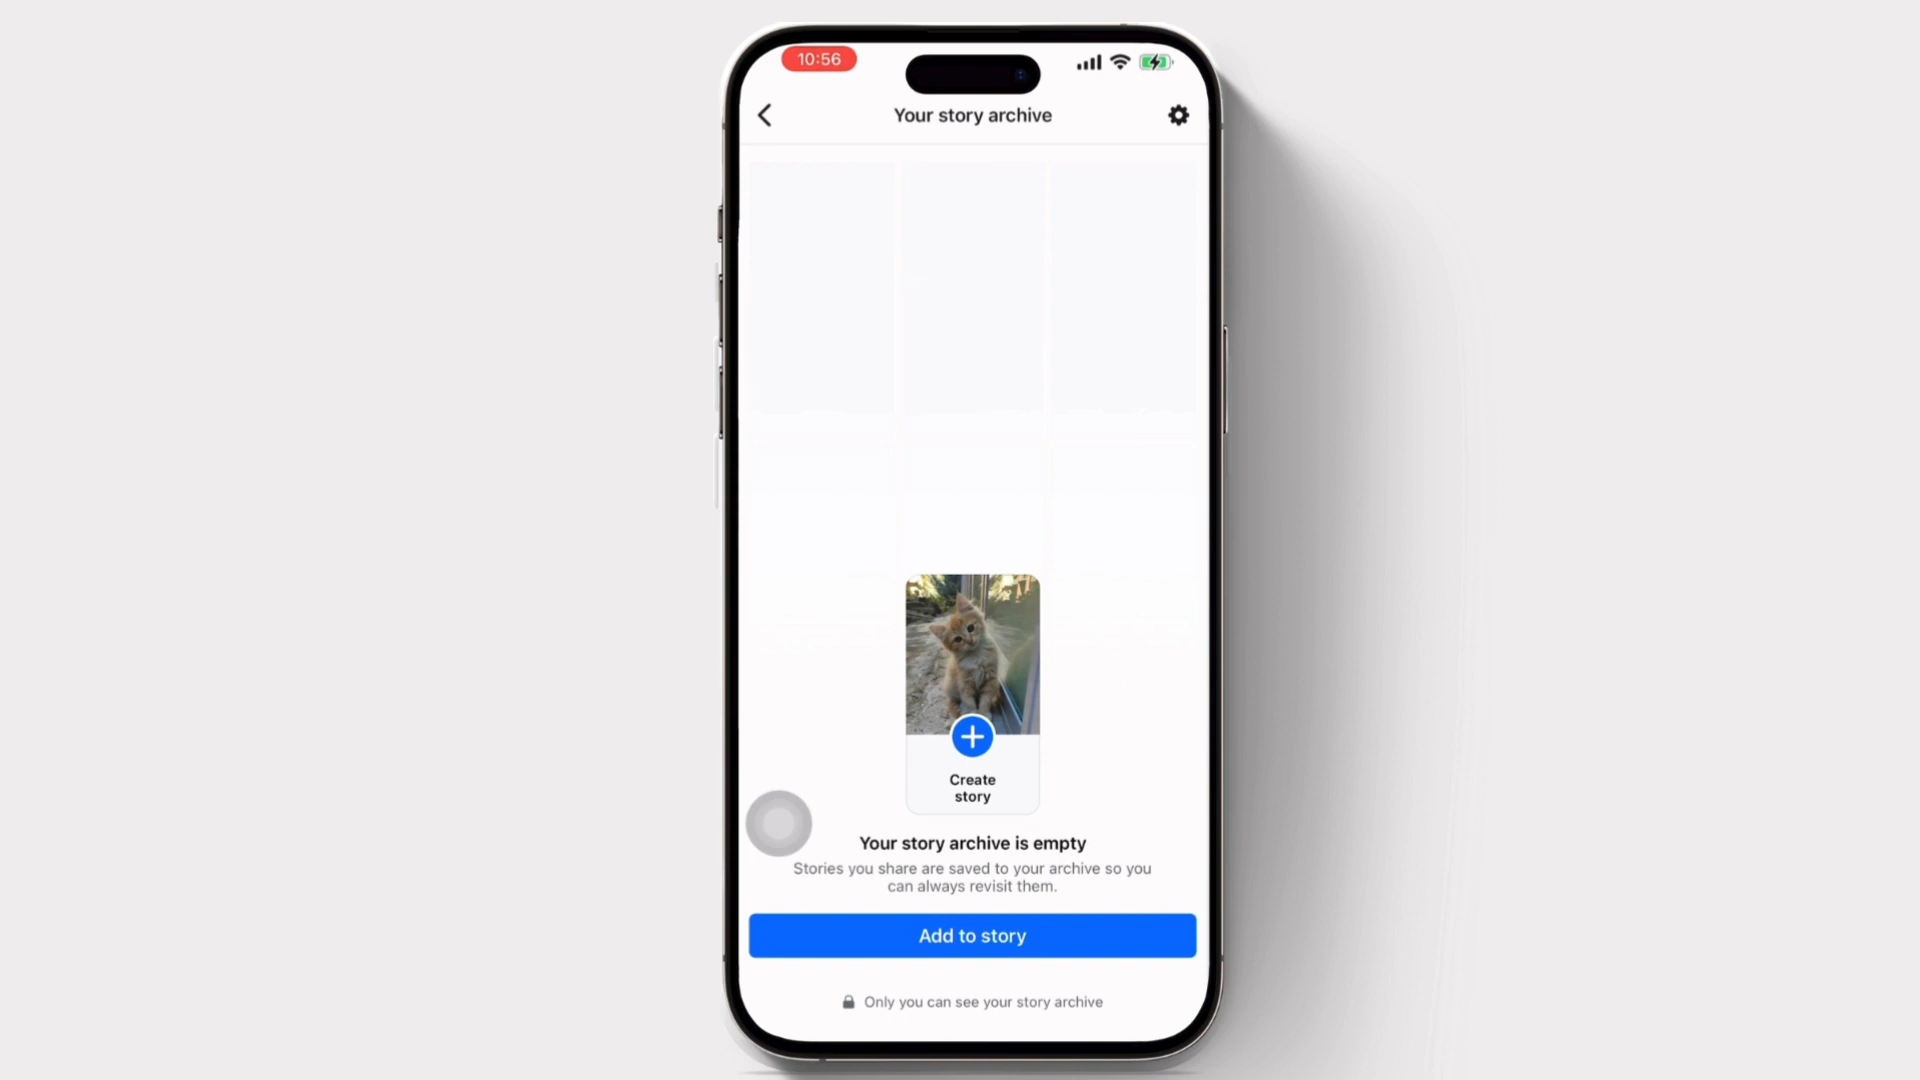 10:56
Your story archive
Create
story
Your story archive is empty
Stories you share are saved to your archive so you
can always revisit them.
Add to story
Only you can see your story archive